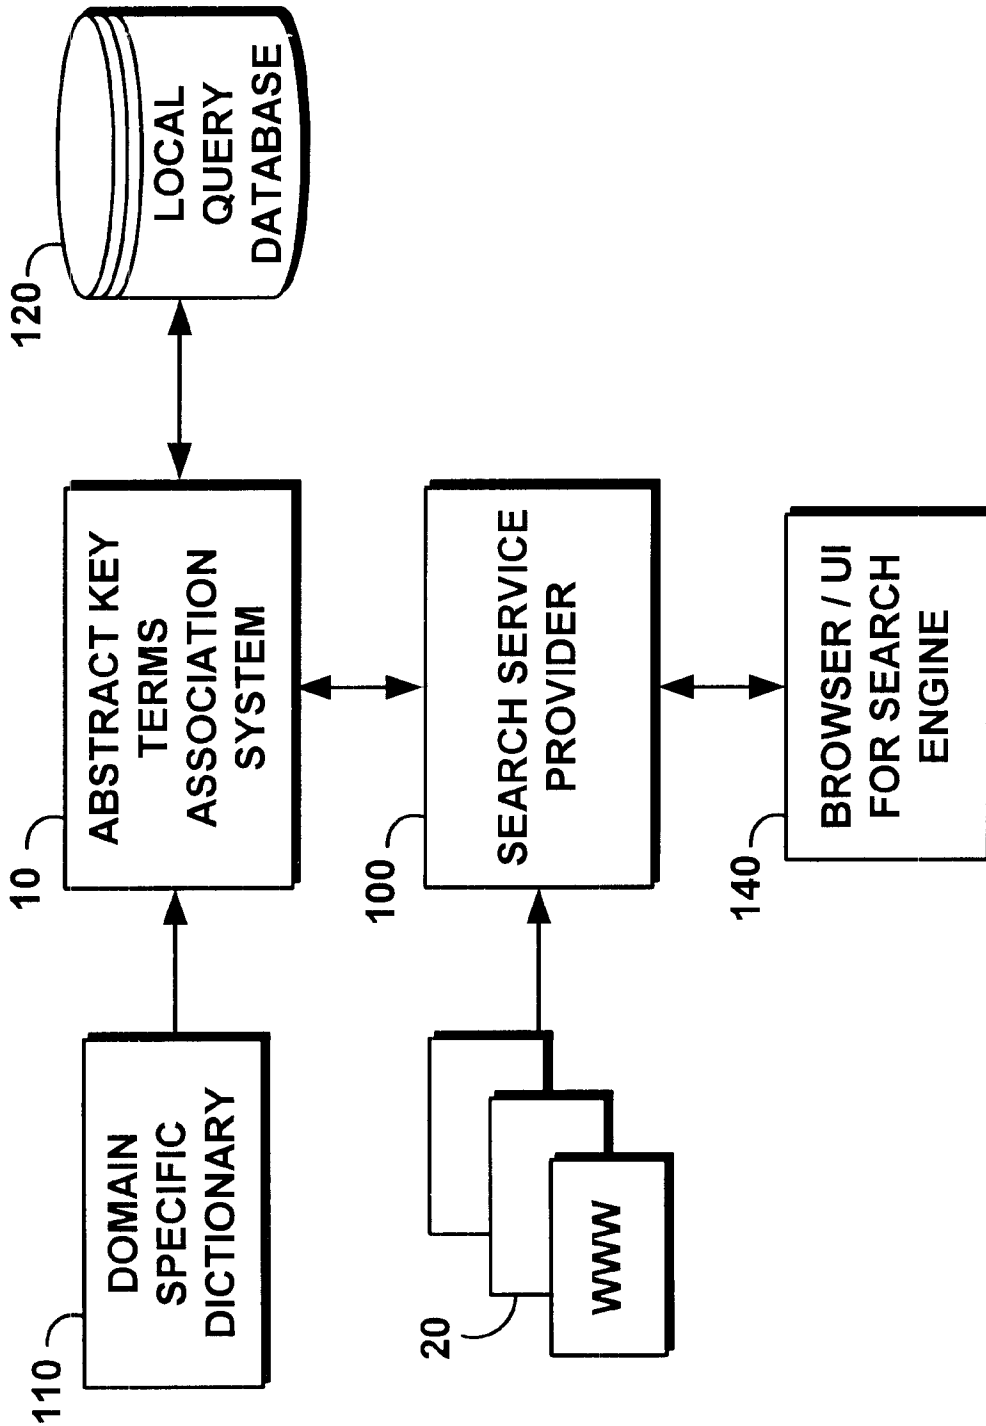 110
DOMAIN
SPECIFIC
DICTIONARY
10
ABSTRACT KEY
TERMS
ASSOCIATION
SYSTEM
120
LOCAL
QUERY
DATABASE
20
WWW
100
SEARCH SERVICE
PROVIDER
140
BROWSER / UI
FOR SEARCH
ENGINE